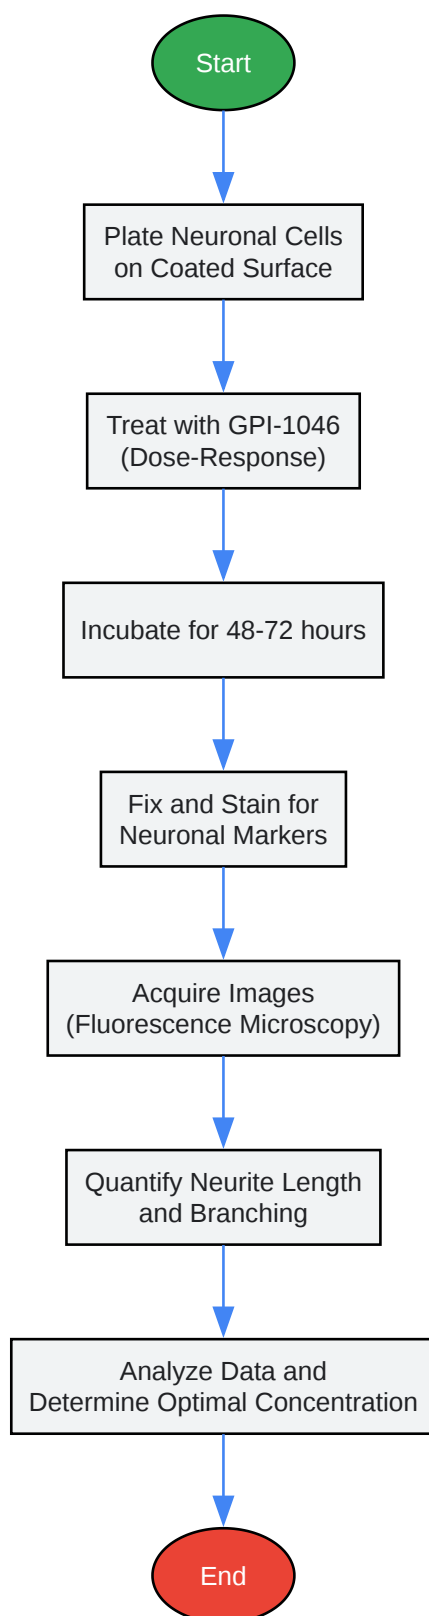 Start
Plate Neuronal Cells
on Coated Surface
Treat with GPI-1046
(Dose-Response)
Incubate for 48-72 hours
Fix and Stain for
Neuronal Markers
Acquire Images
(Fluorescence Microscopy)
Quantify Neurite Length
and Branching
Analyze Data and
Determine Optimal Concentration
End